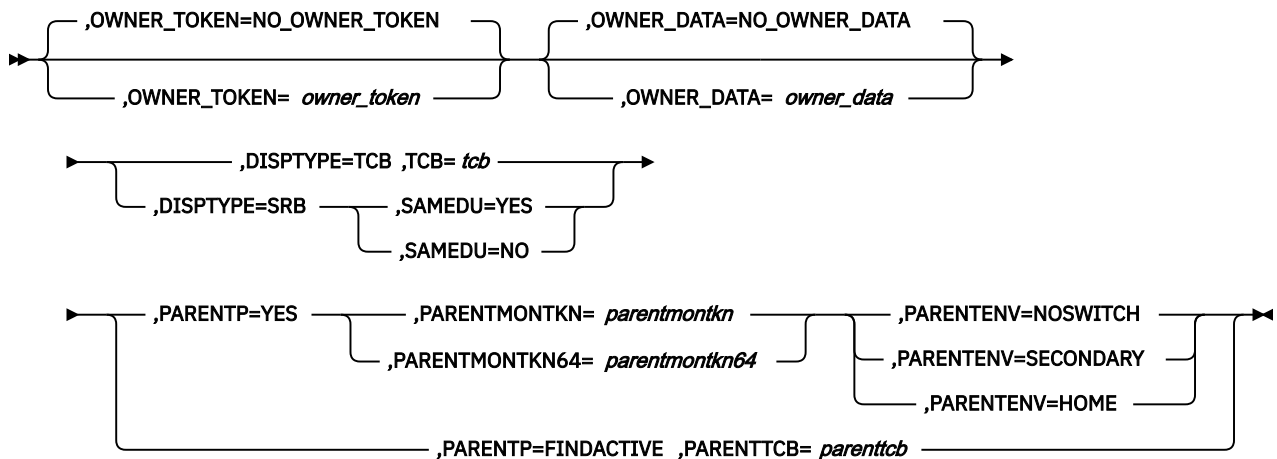 ,OWNER_TOKEN=NO_OWNER_TOKEN ,OWNER_DATA=NO_OWNER_DATA
,OWNER_TOKEN= owner_token ,OWNER_DATA= owner_data
,DISPTYPE=TCB ,TCB= tcb
,DISPTYPE=SRB ,SAMEDU=YES
,SAMEDU=NO
,PARENTP=YES ,PARENTMONTKN= parentmontkn ,PARENTENV=NOSWITCH
,PARENTMONTKN64= parentmontkn64 ,PARENTENV=SECONDARY
,PARENTENV=HOME
,PARENTP=FINDACTIVE ,PARENTTCB= parenttcb